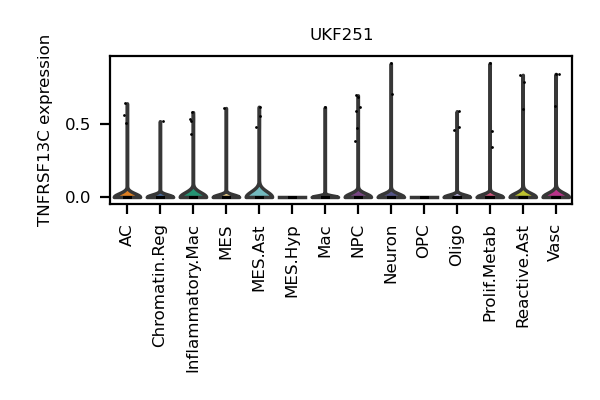 UKF251
TNFRSF13C expression
0.5
0.0
AC
Chromatin.Reg
Inflammatory.Mac
MES
MES.Ast
MES.Hyp
Mac
NPC
Neuron
OPC
Oligo
Prolif.Metab
Reactive.Ast
Vasc